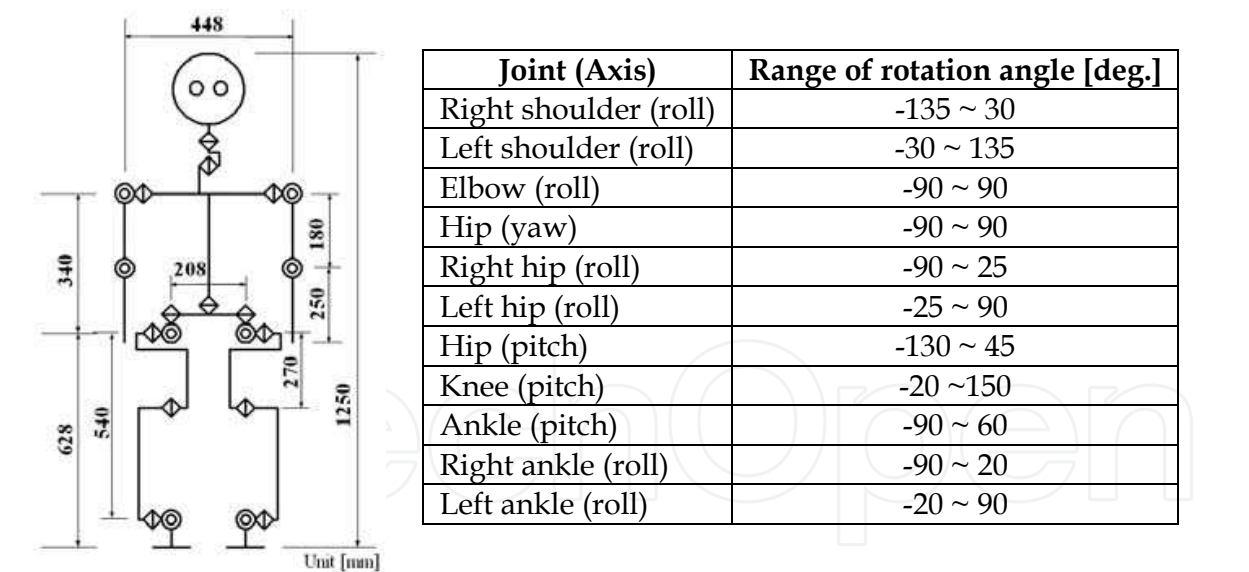 448
340
208
180
250
270
540
628
1250
Unit [mm]
Joint (Axis) Range of rotation angle [deg.]
Right shoulder (roll) -135 ~ 30
Left shoulder (roll) -30 ~ 135
Elbow (roll) -90 ~ 90
Hip (yaw) -90 ~ 90
Right hip (roll) -90 ~ 25
Left hip (roll) -25 ~ 90
Hip (pitch) -130 ~ 45
Knee (pitch) -20 ~150
Ankle (pitch) -90 ~ 60
Right ankle (roll) -90 ~ 20
Left ankle (roll) -20 ~ 90